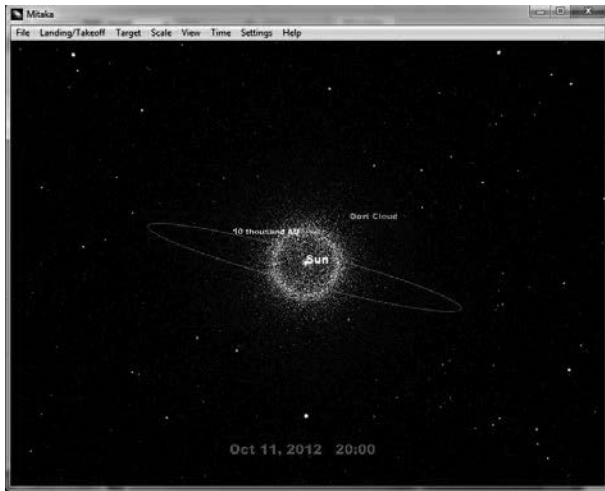 Mitaka
File Landing/Takeoff Target Scale View Time Settings Help
Oort Cloud
10 thousand AU
Sun
Oct 11, 2012 20:00